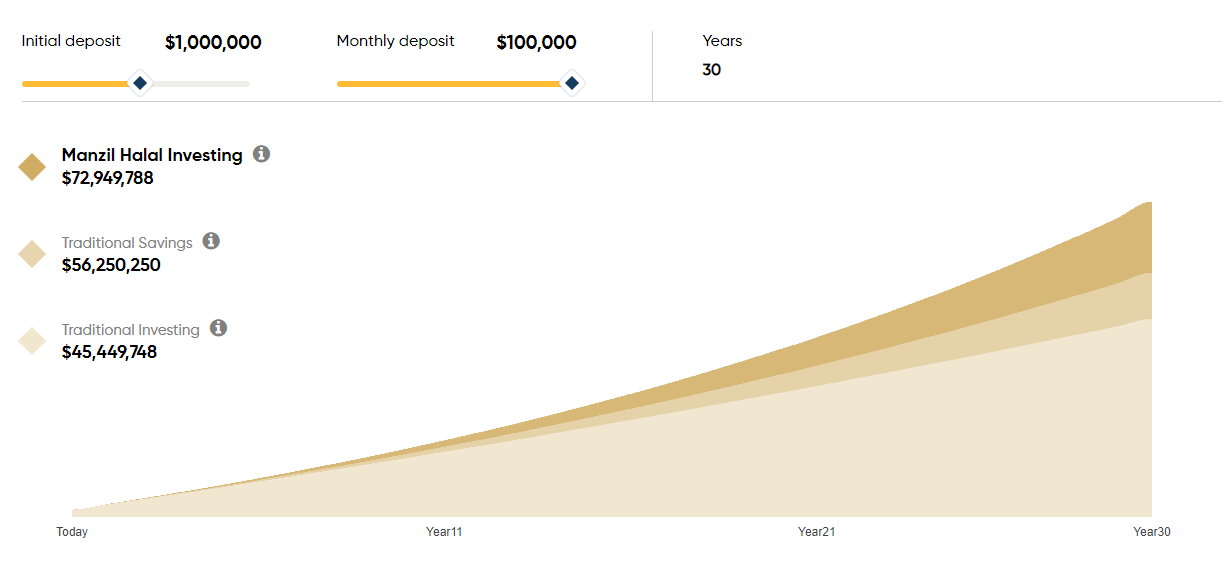 Initial deposit $1,000,000
Monthly deposit $100,000
Years
30
Manzil Halal Investing
$72,949,788
Traditional Savings
$56,250,250
Traditional Investing
$45,449,748
Today Year11 Year21 Year30